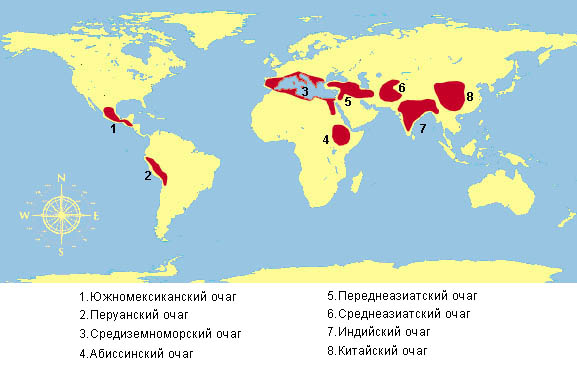 N
W E
S
1
2
3
4
5
6
7
8
1.Южномексиканский очаг
2.Перуанский очаг
3.Средиземноморский очаг
4.Абиссинский очаг
5.Переднеазиатский очаг
6.Среднеазиатский очаг
7.Индийский очаг
8.Китайский очаг